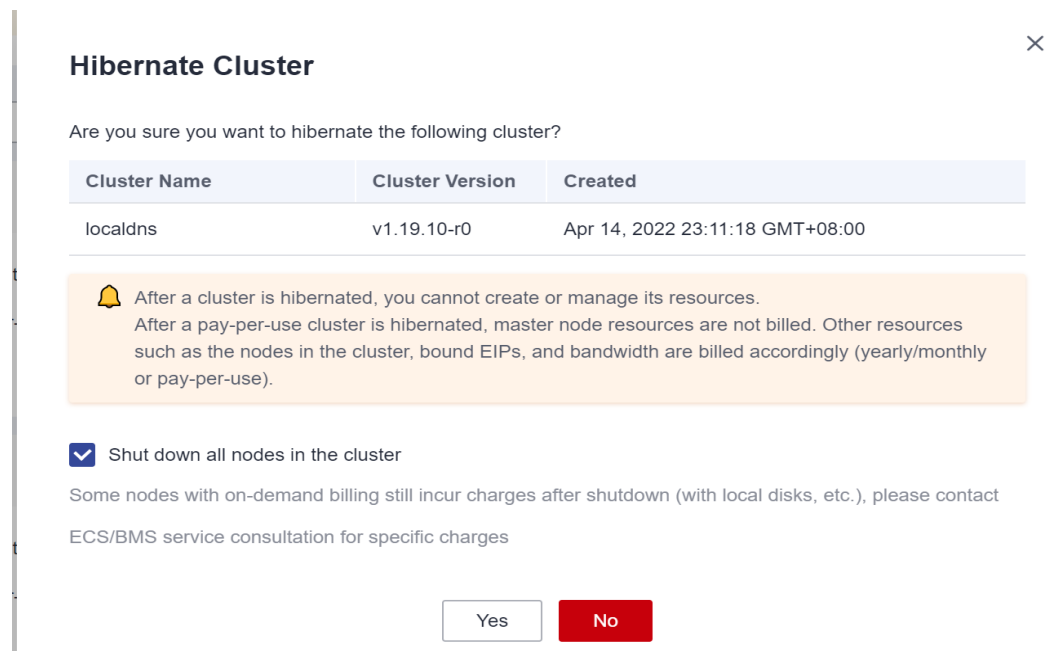 Hibernate Cluster
Are you sure you want to hibernate the following cluster?
Cluster Name Cluster Version Created
localdns v1.19.10-r0 Apr 14, 2022 23:11:18 GMT+08:00
After a cluster is hibernated, you cannot create or manage its resources.
After a pay-per-use cluster is hibernated, master node resources are not billed. Other resources
such as the nodes in the cluster, bound EIPs, and bandwidth are billed accordingly (yearly/monthly
or pay-per-use).
Shut down all nodes in the cluster
Some nodes with on-demand billing still incur charges after shutdown (with local disks, etc.), please contact
ECS/BMS service consultation for specific charges
Yes No